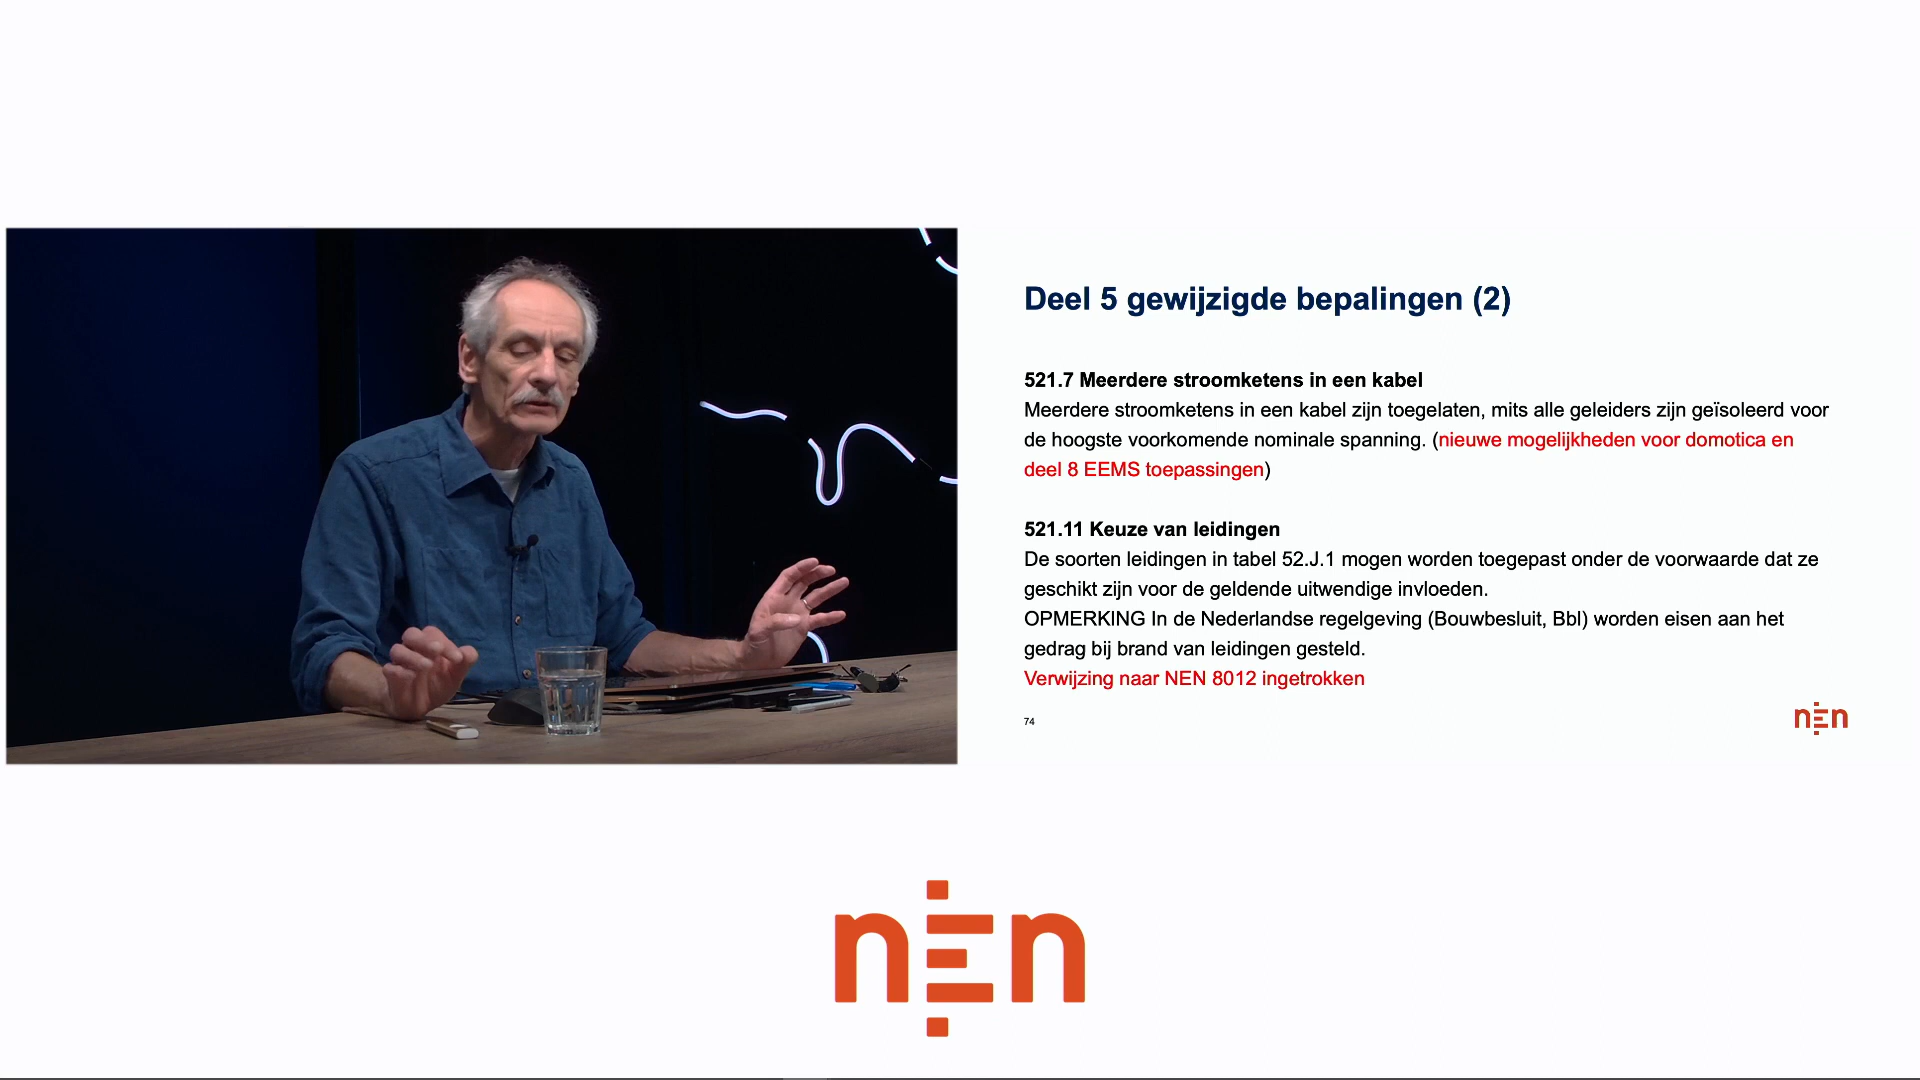 Deel 5 gewijzigde bepalingen (2)
521.7 Meerdere stroomketens in een kabel
Meerdere stroomketens in een kabel zijn toegelaten, mits alle geleiders zijn geïsoleerd voor
de hoogste voorkomende nominale spanning. (nieuwe mogelijkheden voor domotica en
deel 8 EEMS toepassingen)
521.11 Keuze van leidingen
De soorten leidingen in tabel 52.J.1 mogen worden toegepast onder de voorwaarde dat ze
geschikt zijn voor de geldende uitwendige invloeden.
OPMERKING In de Nederlandse regelgeving (Bouwbesluit, Bbl) worden eisen aan het
gedrag bij brand van leidingen gesteld.
Verwijzing naar NEN 8012 ingetrokken
74
nEn
nEn